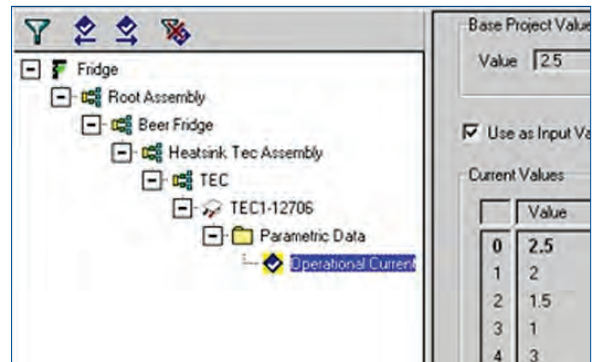 Base Project Value
Value 2.5
Fridge
Root Assembly
Beer Fridge
Heatsink Tec Assembly
TEC
TEC1-12706
Parametric Data
Operational Current
Use as Input Va
Current Values
Value
0 2.5
1 2
2 1.5
3 1
4 3